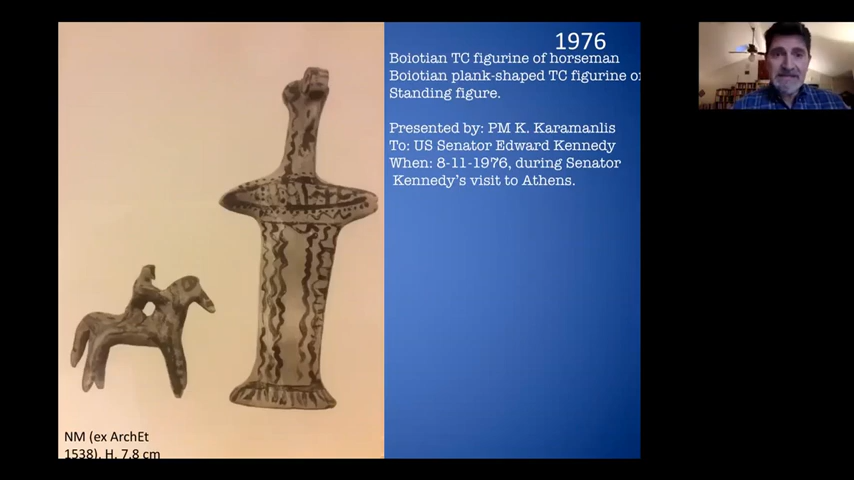 1976
Boiotian TC figurine of horseman
Boiotian plank-shaped TC figurine of
Standing figure.
Presented by: PM K. Karamanlis
To: US Senator Edward Kennedy
When: 8-11-1976, during Senator
Kennedy's visit to Athens.
NM (ex ArchEt
1538). H. 7.8 cm